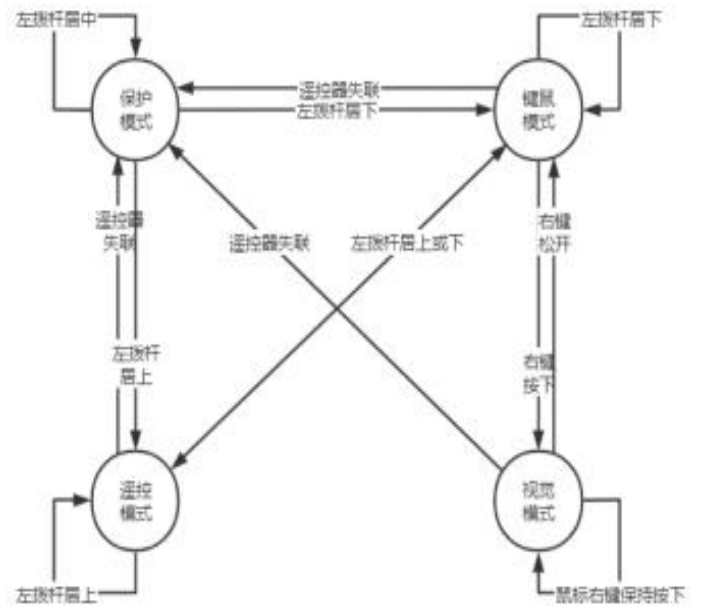 左拨杆居中
左拨杆居下
保护
模式
遥控器失联
左拨杆居下
键鼠
模式
遥控器
失联
遥控器失联
左拨杆居上或下
右键
松开
左拨杆
居上
右键
按下
遥控
模式
视觉
模式
左拨杆居上
鼠标右键保持按下